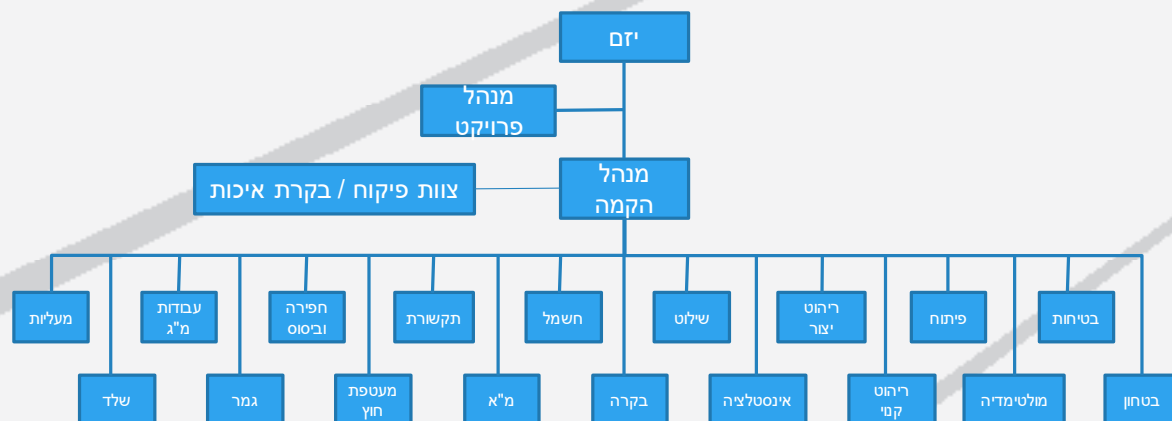 יזם
מנהל
פרויקט
מנהל
הקמה
צוות פיקוח / בקרת איכות
בטיחות
פיתוח
ריהוט
יצור
שילוט
חשמל
תקשורת
חפירה
וביסוס
עבודות
מ"ג
מעליות
בטחון
מולטימדיה
ריהוט
קנוי
אינסטלציה
בקרה
מ"א
מעטפת
חוץ
גמר
שלד